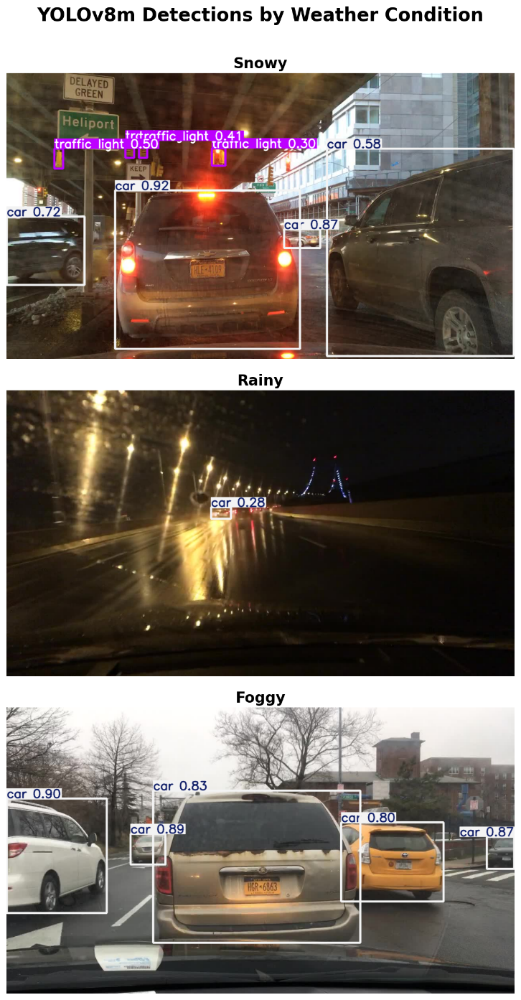 YOLOv8m Detections by Weather Condition
Snowy
DELAYED
GREEN
Heliport
traffic_light 0.41
traffic_light 0.50
traffic_light 0.30
car 0.58
KEEP
car 0.92
car 0.72
car 0.87
HLE 4109
Rainy
car 0.28
Foggy
car 0.83
car 0.90
car 0.80
car 0.89
car 0.87
HGR 6863